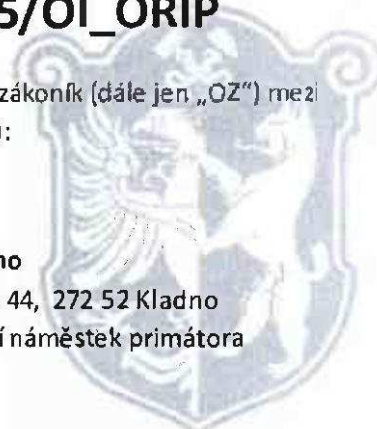 5/OI_ORIP
zákoník (dále jen „OZ“) mezi
:
no
44, 272 52 Kladno
í náměstek primátora